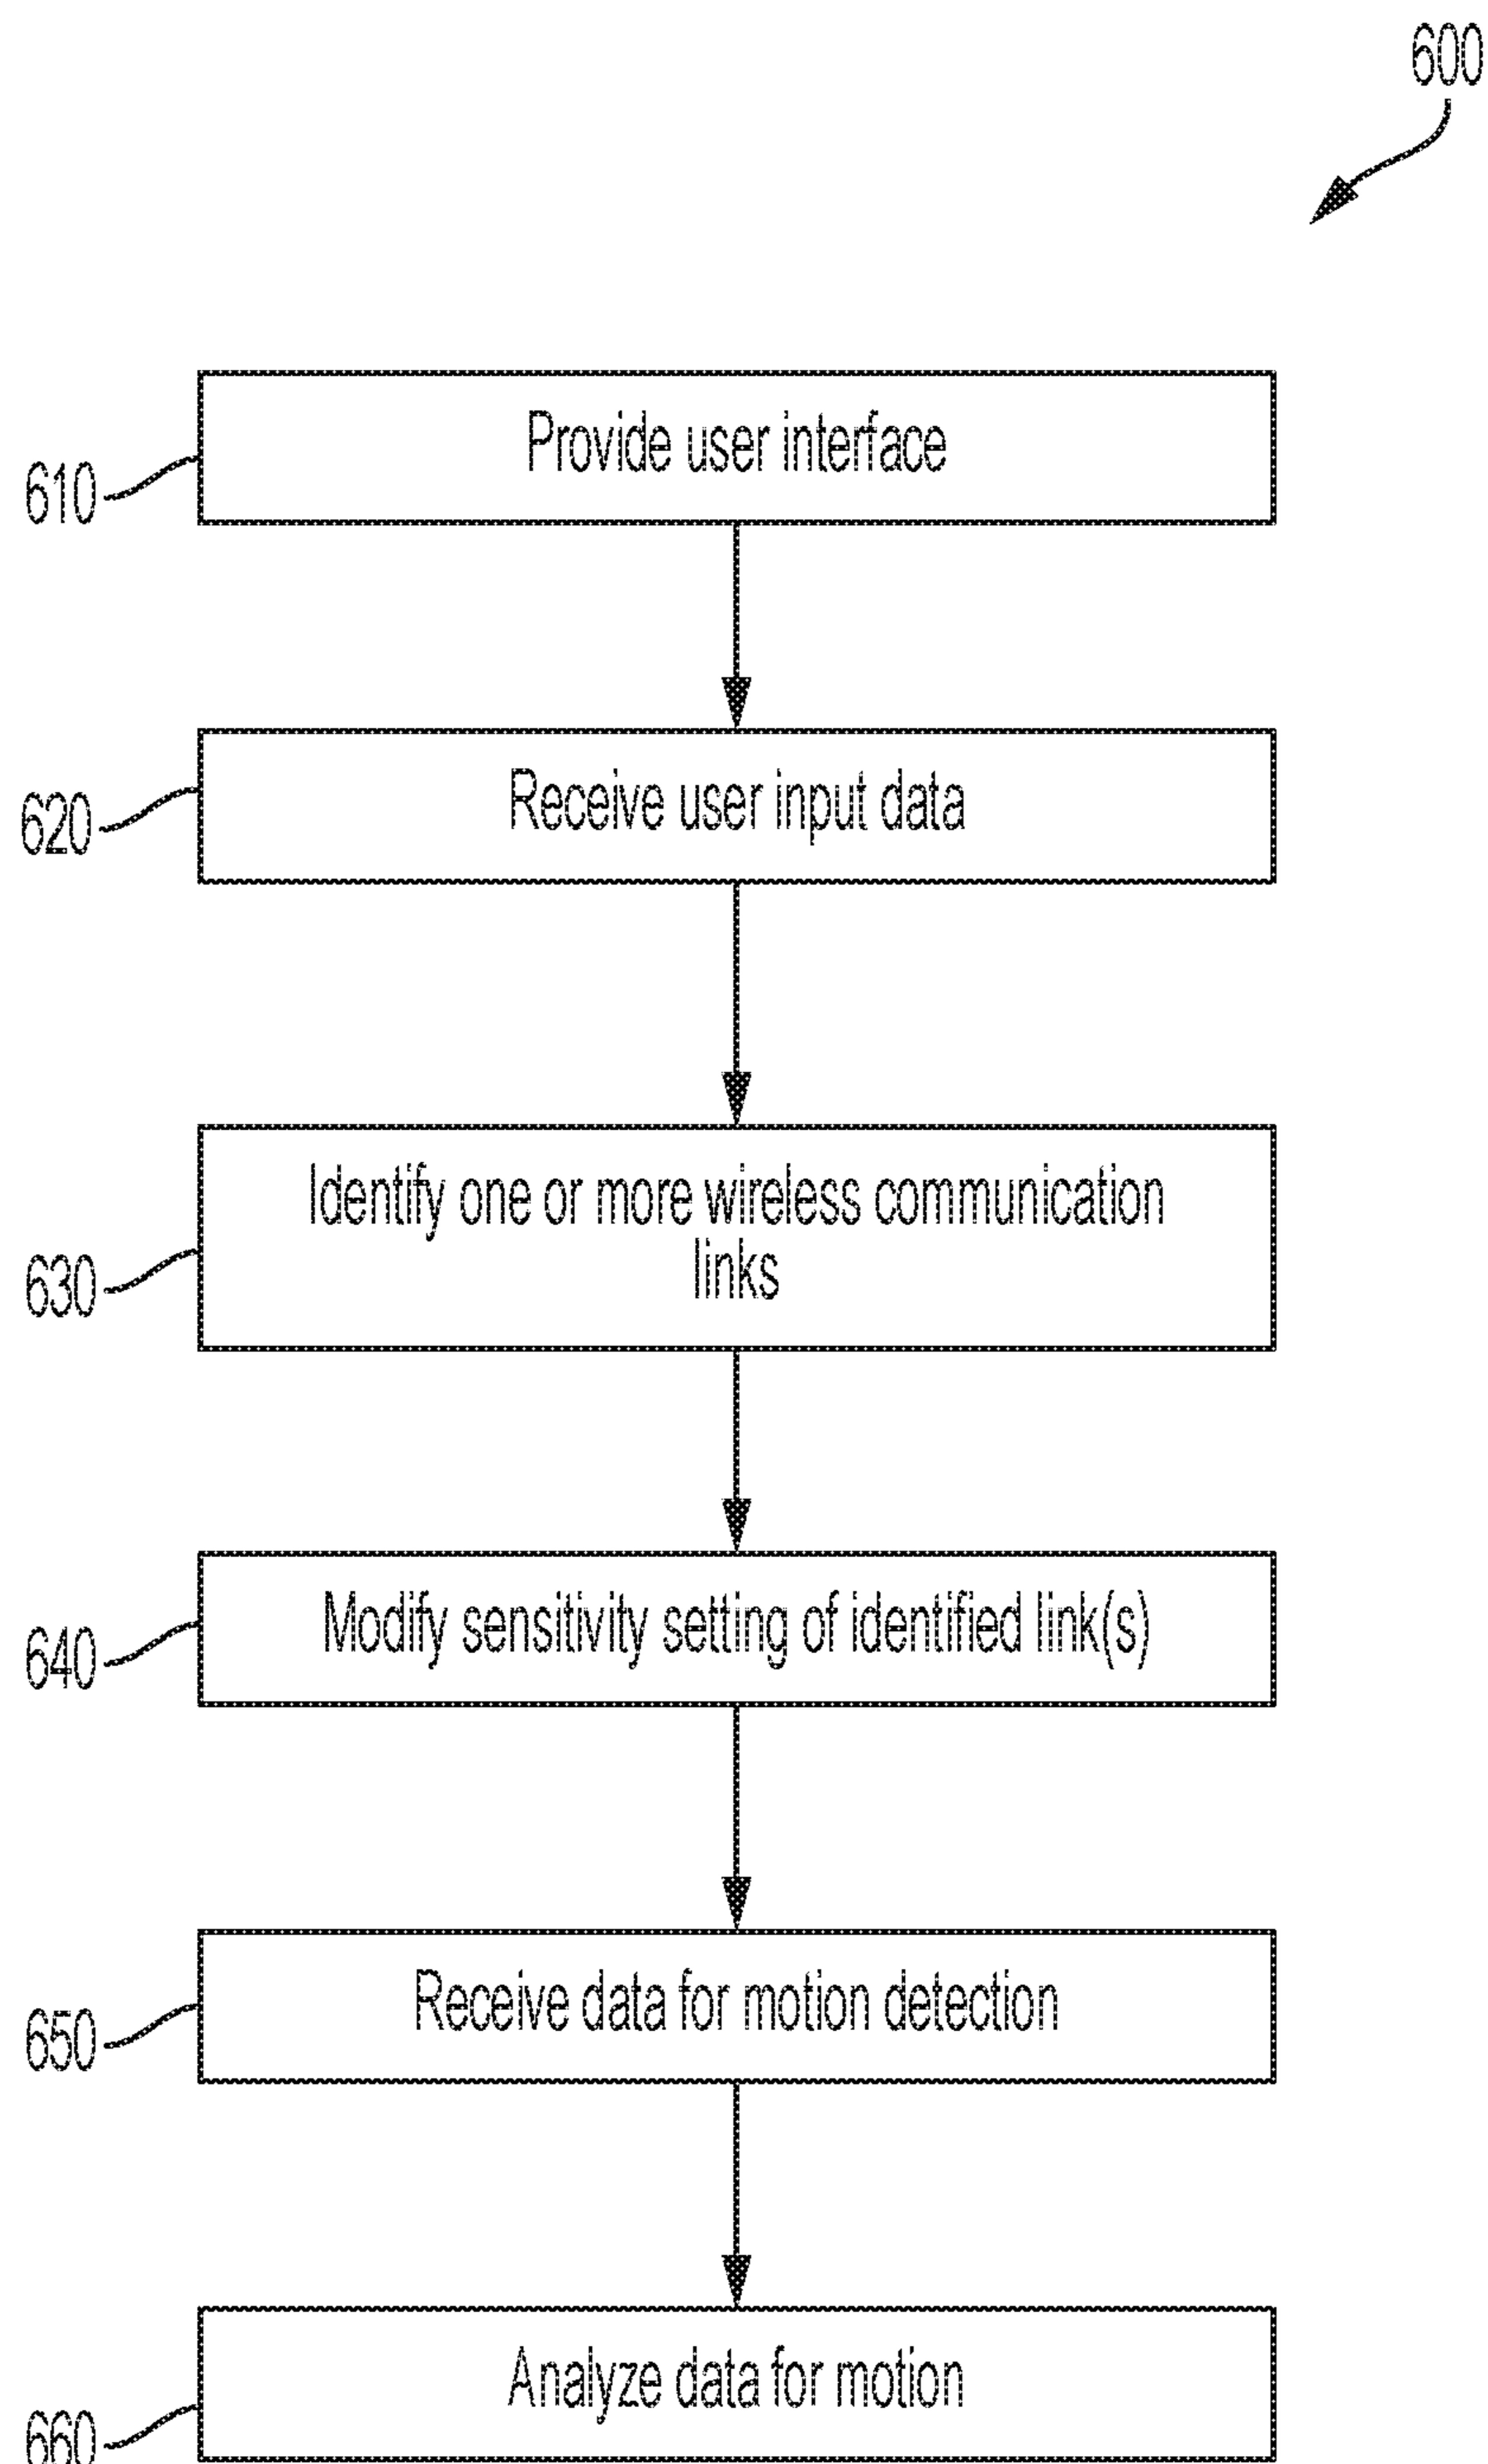 600
Provide user interface
610
Receive user input data
620
Identify one or more wireless communication
links
630
Modify sensitivity setting of identified link(s)
640
Receive data for motion detection
650
Analyze data for motion
660